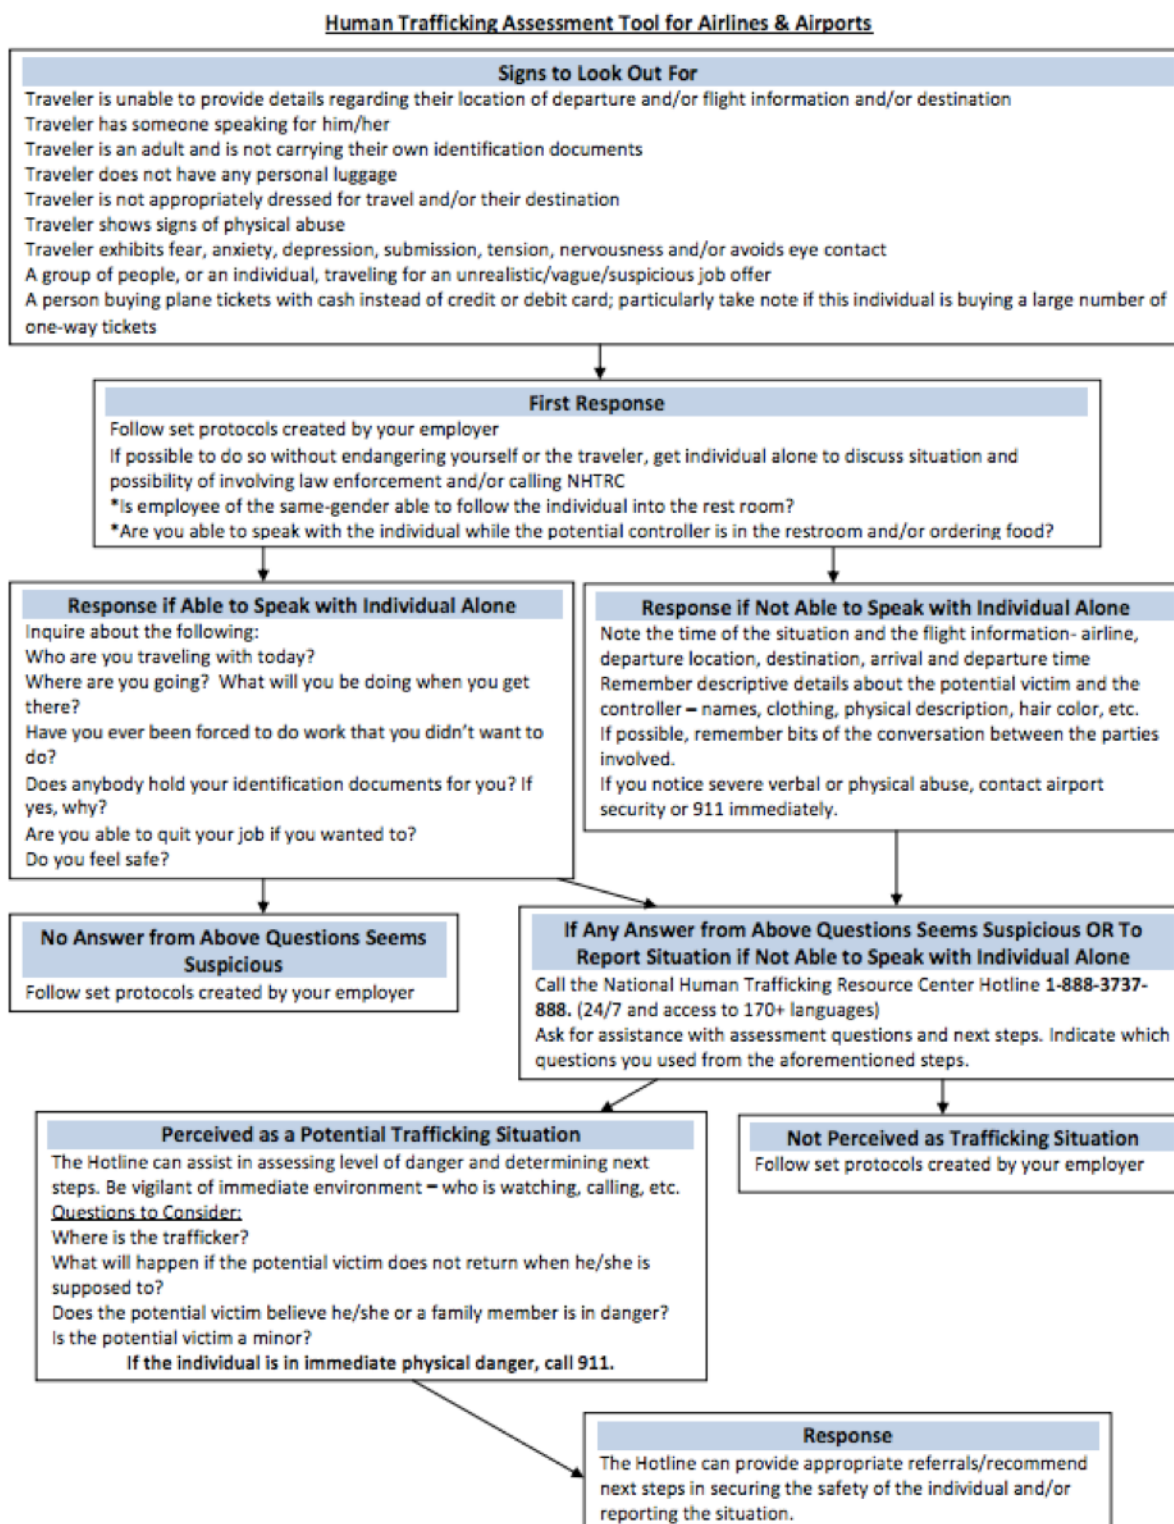 Human Trafficking Assessment Tool for Airlines & Airports
Signs to Look Out For
Traveler is unable to provide details regarding their location of departure and/or flight information and/or destination
Traveler has someone speaking for him/her
Traveler is an adult and is not carrying their own identification documents
Traveler does not have any personal luggage
Traveler is not appropriately dressed for travel and/or their destination
Traveler shows signs of physical abuse
Traveler exhibits fear, anxiety, depression, submission, tension, nervousness and/or avoids eye contact
A group of people, or an individual, traveling for an unrealistic/vague/suspicious job offer
A person buying plane tickets with cash instead of credit or debit card; particularly take note if this individual is buying a large number of
one-way tickets
First Response
Follow set protocols created by your employer
If possible to do so without endangering yourself or the traveler, get individual alone to discuss situation and
possibility of involving law enforcement and/or calling NHTRC
*Is employee of the same-gender able to follow the individual into the rest room?
*Are you able to speak with the individual while the potential controller is in the restroom and/or ordering food?
Response if Able to Speak with Individual Alone
Inquire about the following:
Who are you traveling with today?
Where are you going? What will you be doing when you get
there?
Have you ever been forced to do work that you didn't want to
do?
Does anybody hold your identification documents for you? If
yes, why?
Are you able to quit your job if you wanted to?
Do you feel safe?
Response if Not Able to Speak with Individual Alone
Note the time of the situation and the flight information- airline,
departure location, destination, arrival and departure time
Remember descriptive details about the potential victim and the
controller – names, clothing, physical description, hair color, etc.
If possible, remember bits of the conversation between the parties
involved.
If you notice severe verbal or physical abuse, contact airport
security or 911 immediately.
No Answer from Above Questions Seems
Suspicious
Follow set protocols created by your employer
If Any Answer from Above Questions Seems Suspicious OR To
Report Situation if Not Able to Speak with Individual Alone
Call the National Human Trafficking Resource Center Hotline 1-888-3737-
888. (24/7 and access to 170+ languages)
Ask for assistance with assessment questions and next steps. Indicate which
questions you used from the aforementioned steps.
Perceived as a Potential Trafficking Situation
The Hotline can assist in assessing level of danger and determining next
steps. Be vigilant of immediate environment – who is watching, calling, etc.
Questions to Consider:
Where is the trafficker?
What will happen if the potential victim does not return when he/she is
supposed to?
Does the potential victim believe he/she or a family member is in danger?
Is the potential victim a minor?
If the individual is in immediate physical danger, call 911.
Not Perceived as Trafficking Situation
Follow set protocols created by your employer
Response
The Hotline can provide appropriate referrals/recommend
next steps in securing the safety of the individual and/or
reporting the situation.